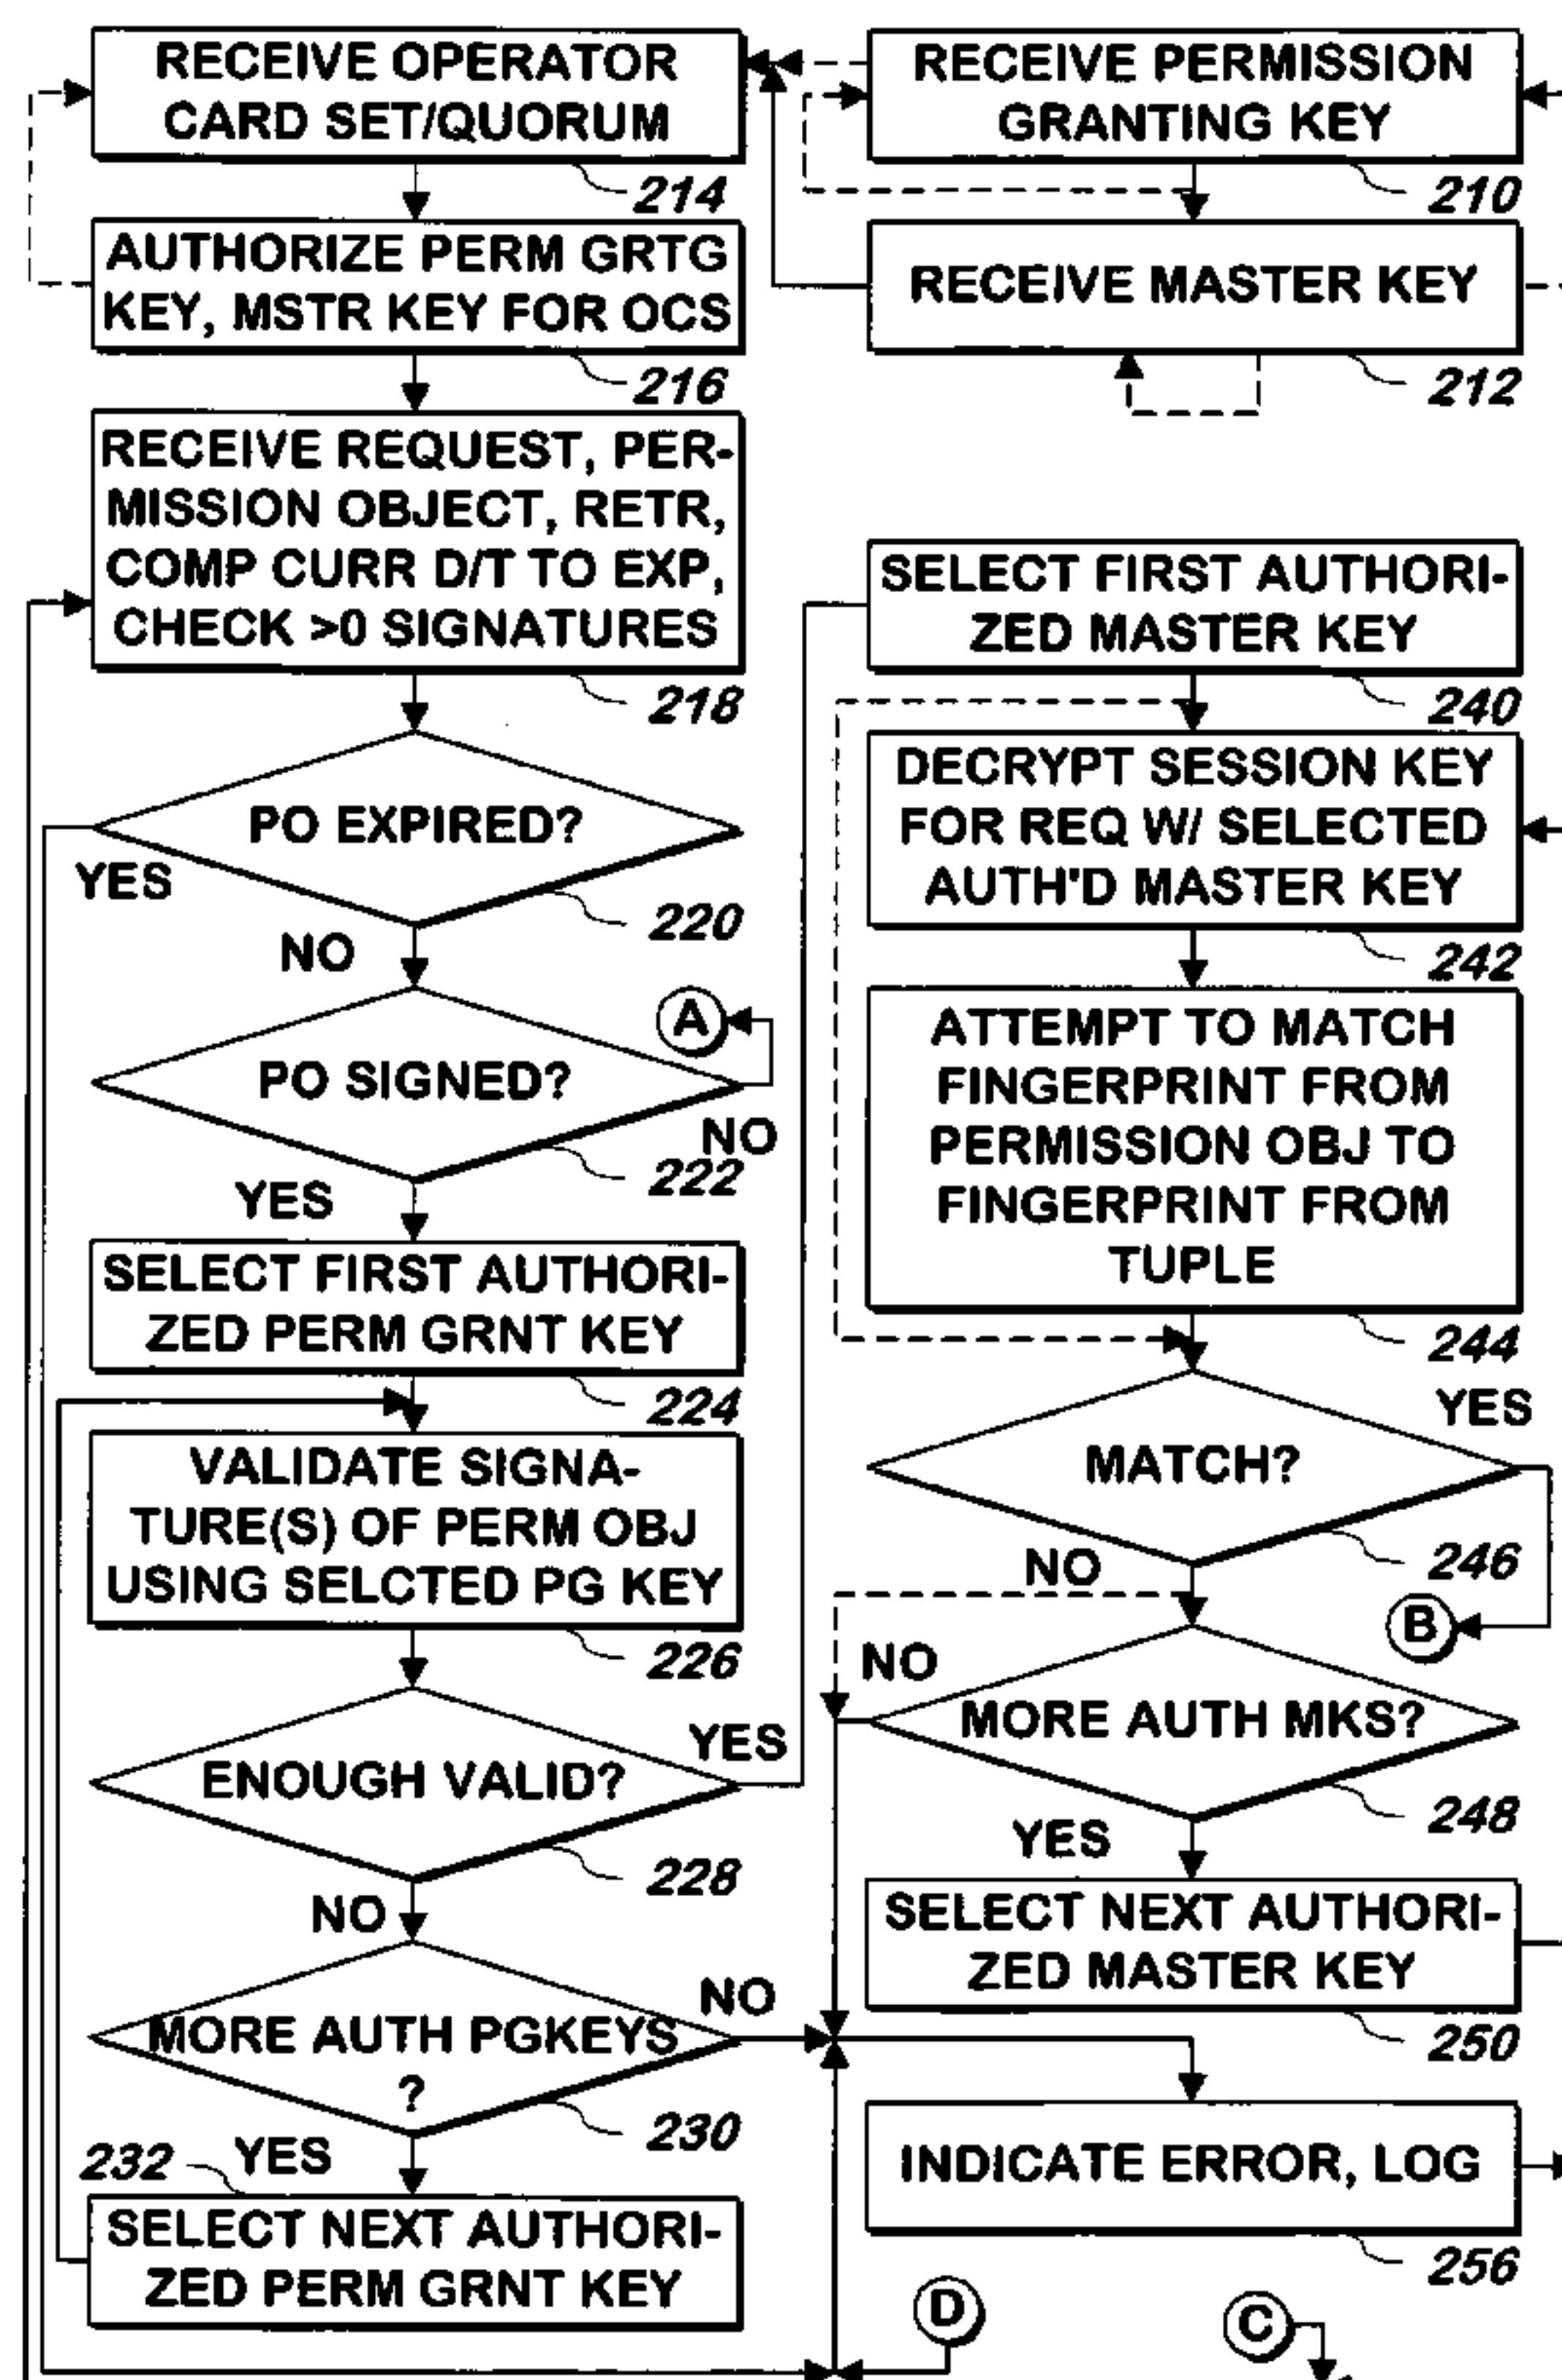 RECEIVE OPERATOR
CARD SET/QUORUM
214
AUTHORIZE PERM GRTG
KEY, MSTR KEY FOR OCS
216
RECEIVE REQUEST, PER-
MISSION OBJECT, RETR,
COMP CURR D/T TO EXP,
CHECK >0 SIGNATURES
218
PO EXPIRED?
YES
220
NO
A
PO SIGNED?
NO
222
YES
SELECT FIRST AUTHORI-
ZED PERM GRNT KEY
224
VALIDATE SIGNA-
TURE(S) OF PERM OBJ
USING SELCTED PG KEY
226
YES
ENOUGH VALID?
228
NO
NO
MORE AUTH PGKEYS
?
230
232
YES
SELECT NEXT AUTHORI-
ZED PERM GRNT KEY
RECEIVE PERMISSION
GRANTING KEY
210
RECEIVE MASTER KEY
212
SELECT FIRST AUTHORI-
ZED MASTER KEY
240
DECRYPT SESSION KEY
FOR REQ W/ SELECTED
AUTH'D MASTER KEY
242
ATTEMPT TO MATCH
FINGERPRINT FROM
PERMISSION OBJ TO
FINGERPRINT FROM
TUPLE
244
YES
MATCH?
246
NO
B
NO
MORE AUTH MKS?
248
YES
SELECT NEXT AUTHORI-
ZED MASTER KEY
250
INDICATE ERROR, LOG
256
D
C